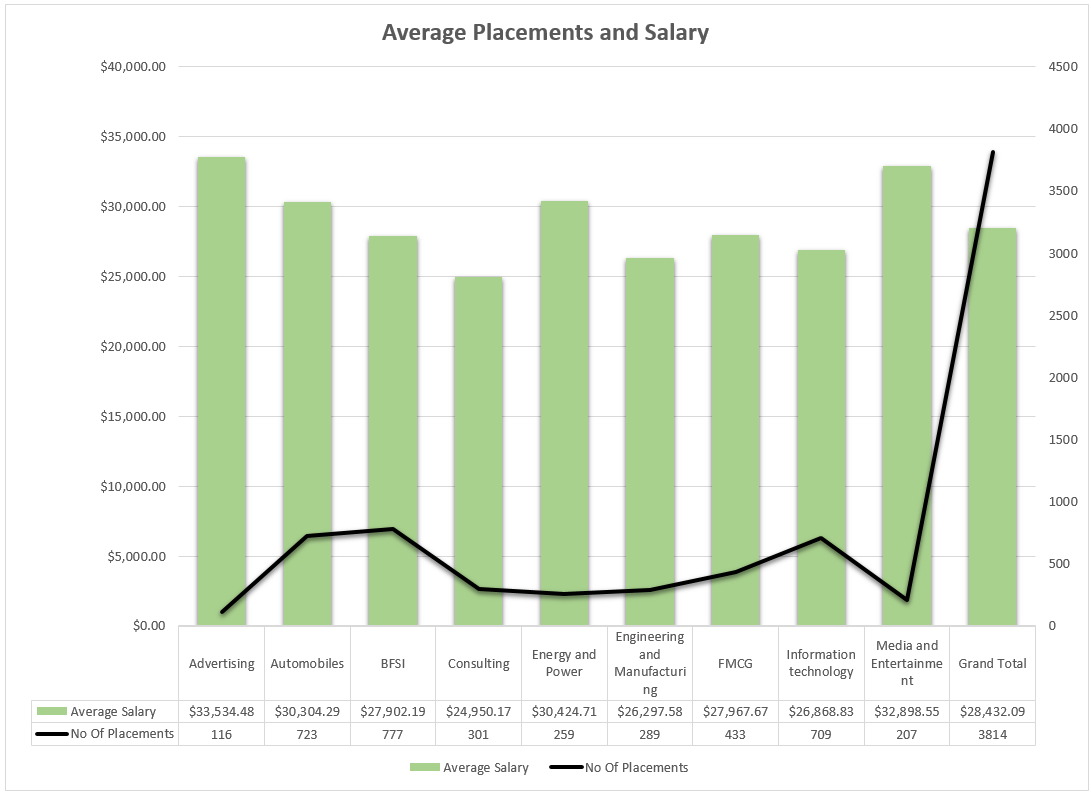 Average Placements and Salary
$40,000.00
$35,000.00
$30,000.00
$25,000.00
$20,000.00
$15,000.00
$10,000.00
$5,000.00
$0.00
4500
4000
3500
3000
2500
2000
1500
1000
500
0
Advertising
Automobiles
BFSI
Consulting
Energy and
Power
Engineering
and
Manufacturi
ng
FMCG
Information
technology
Media and
Entertainme
nt
Grand Total
Average Salary $33,534.48 $30,304.29 $27,902.19 $24,950.17 $30,424.71 $26,297.58 $27,967.67 $26,868.83 $32,898.55 $28,432.09
No Of Placements 116 723 777 301 259 289 433 709 207 3814
Average Salary No Of Placements